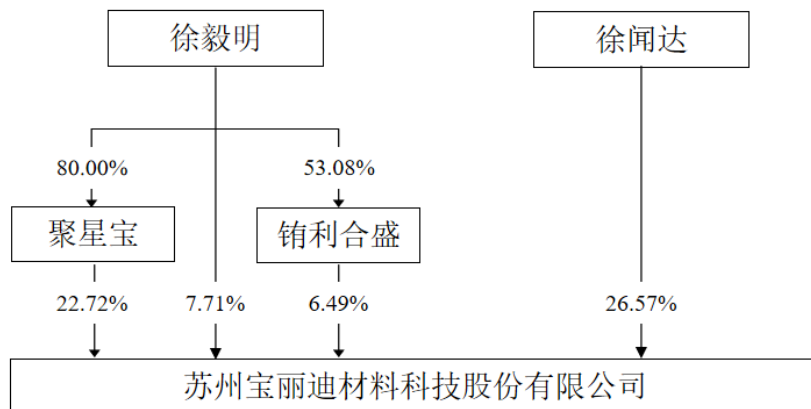 徐毅明
徐闻达
80.00%
53.08%
聚星宝
铕利合盛
22.72%
7.71%
6.49%
26.57%
苏州宝丽迪材料科技股份有限公司